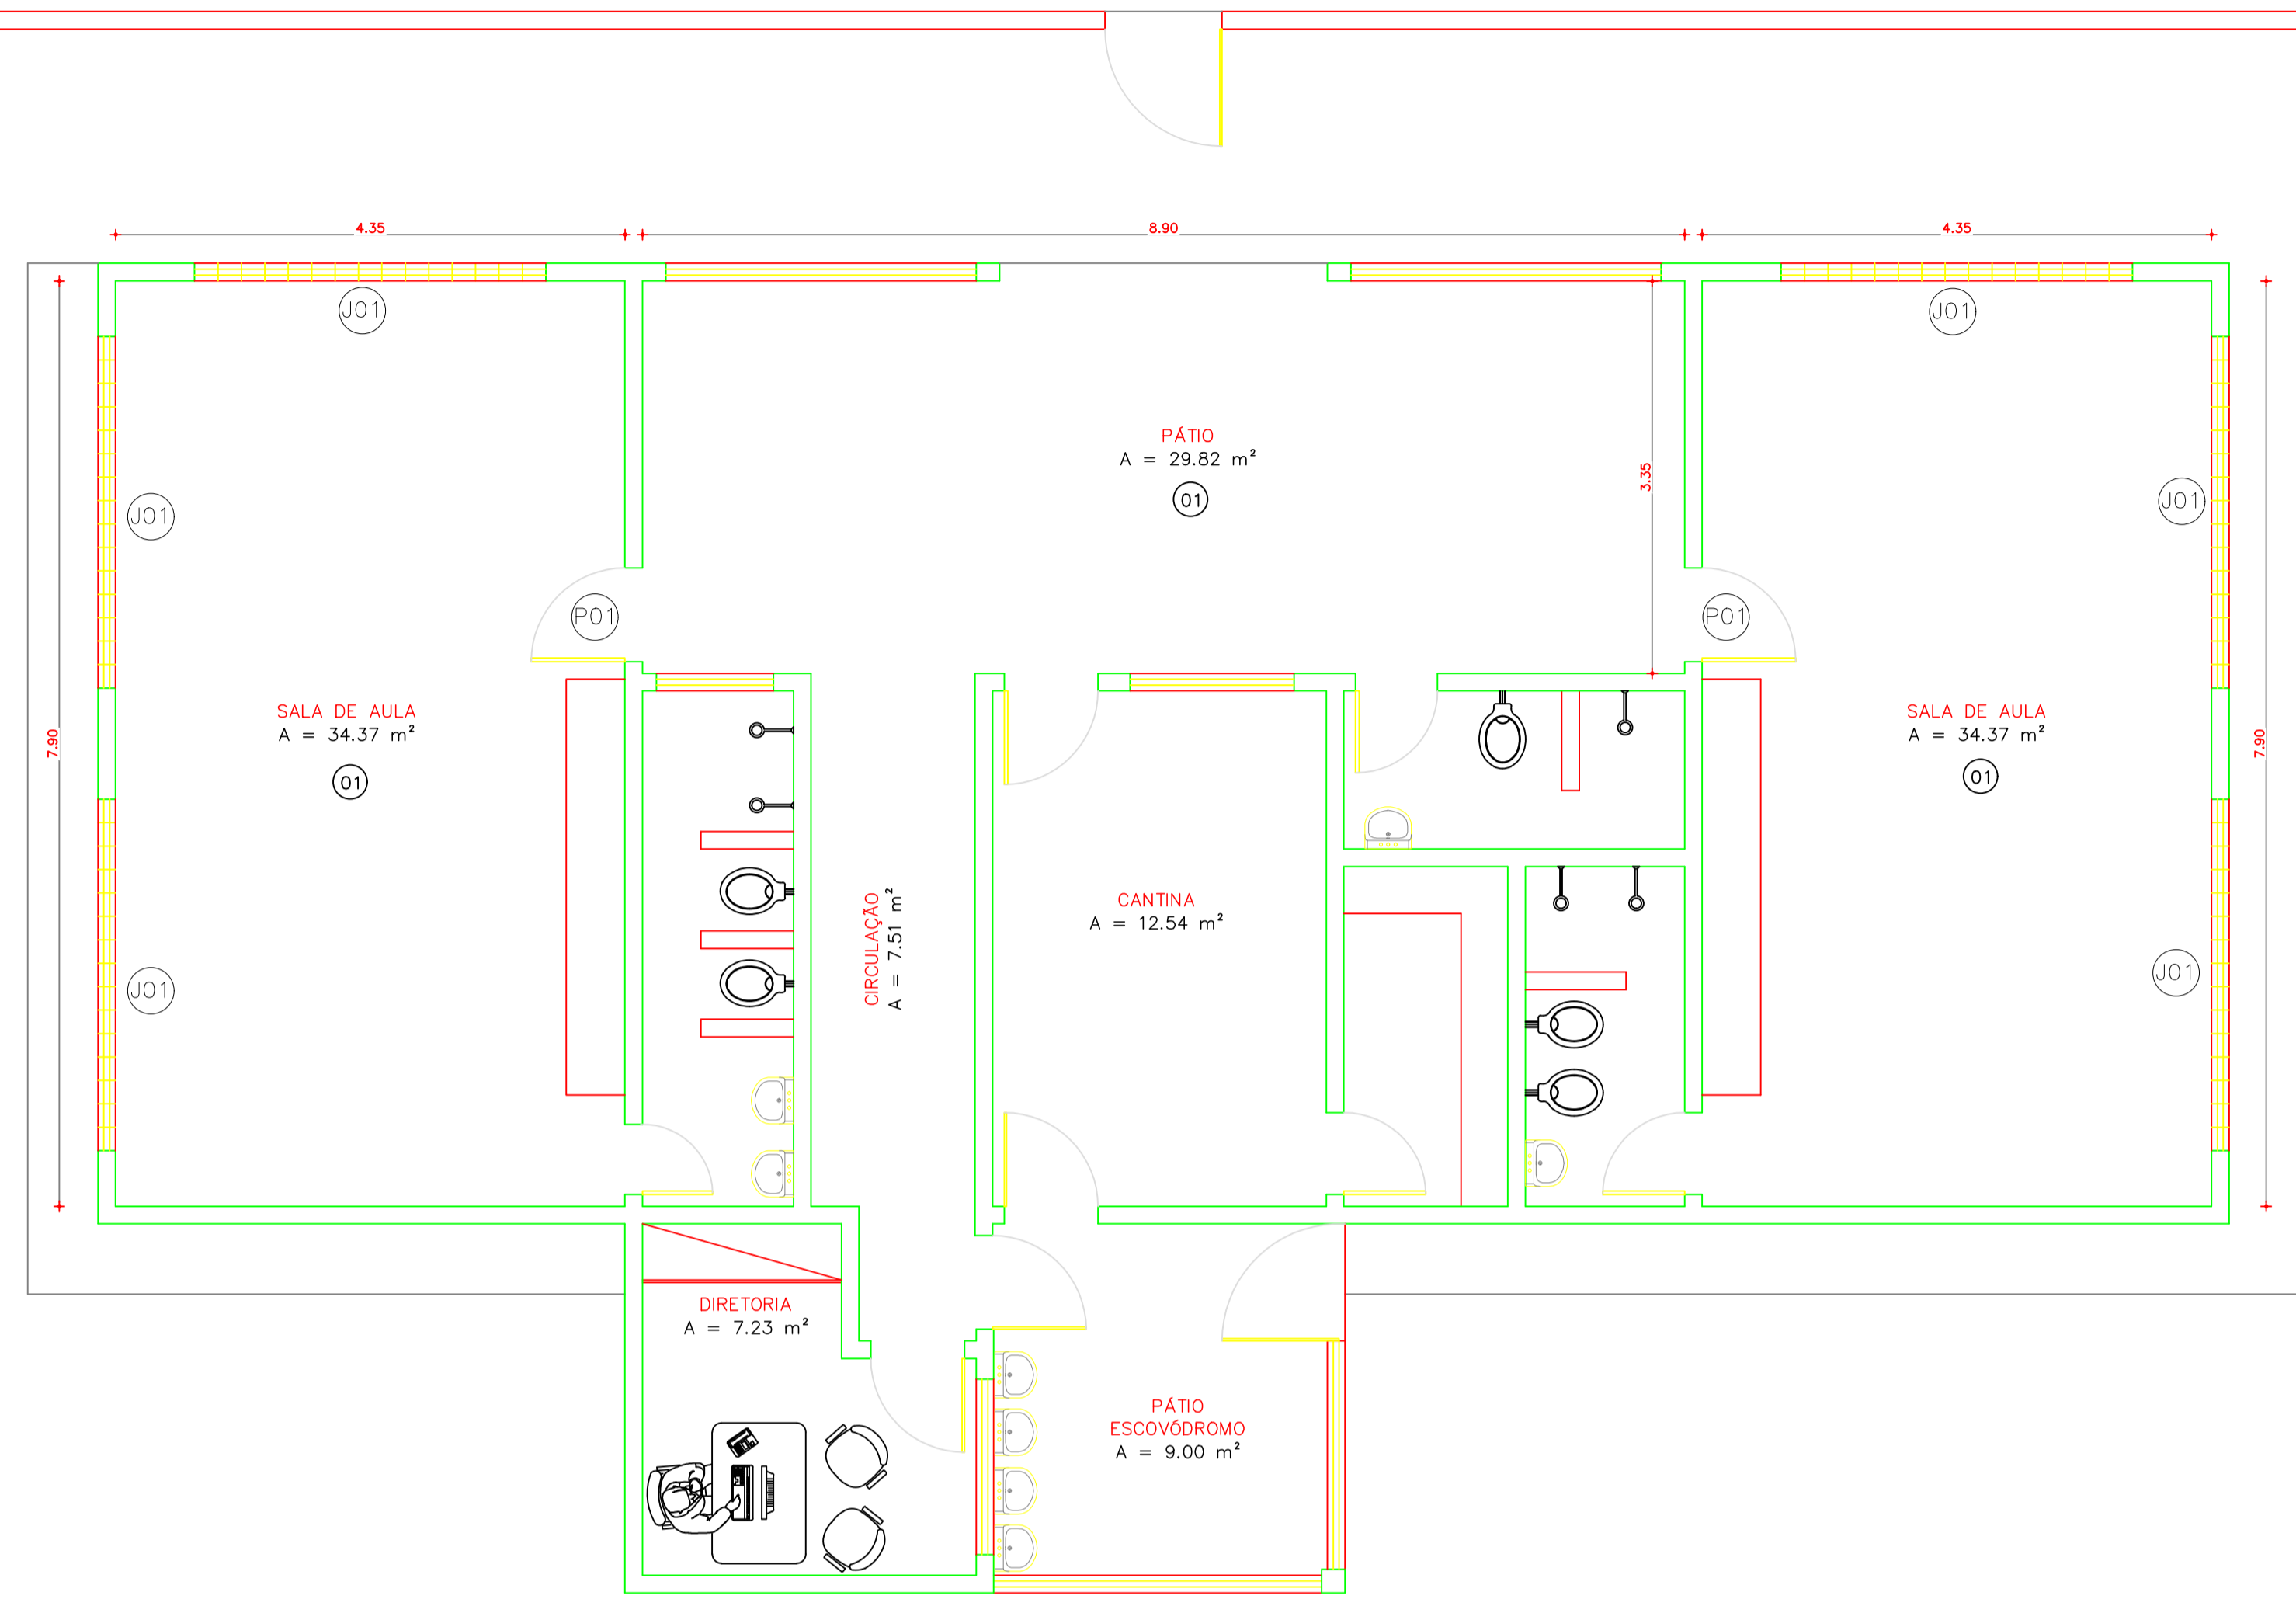 4.35
8.90
4.35
J01
J01
PÁTIO
A = 29.82 m²
01
3.35
J01
J01
P01
P01
SALA DE AULA
A = 34.37 m²
01
7.90
SALA DE AULA
A = 34.37 m²
01
7.90
CIRCULAÇÃO
A = 7.51 m²
CANTINA
A = 12.54 m²
J01
J01
DIRETORIA
A = 7.23 m²
PÁTIO
ESCOVÓDROMO
A = 9.00 m²